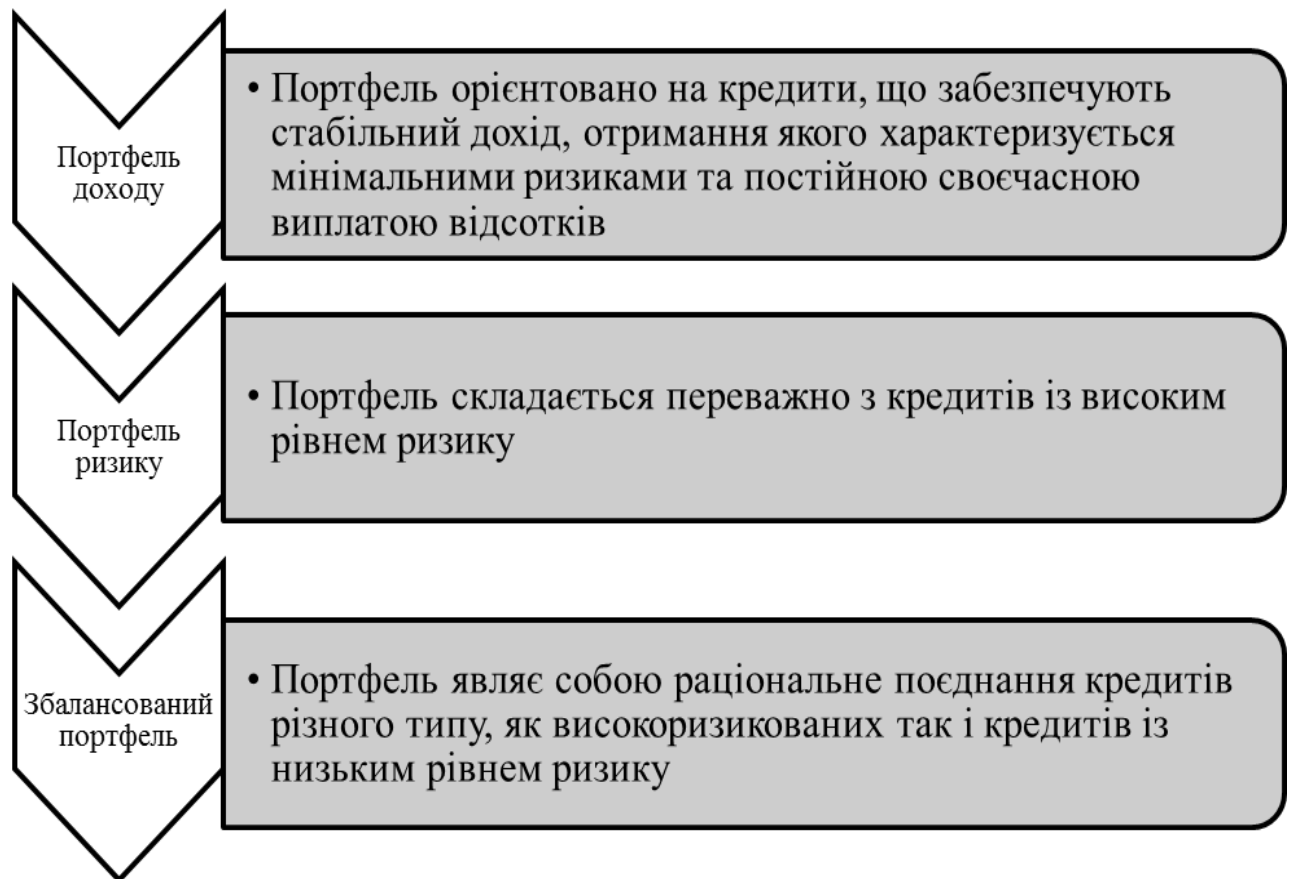 Портфель
доходу
• Портфель орієнтовано на кредити, що забезпечують
стабільний дохід, отримання якого характеризується
мінімальними ризиками та постійною своєчасною
виплатою відсотків
Портфель
ризику
• Портфель складається переважно з кредитів із високим
рівнем ризику
Збалансований
портфель
• Портфель являє собою раціональне поєднання кредитів
різного типу, як високоризикованих так і кредитів із
низьким рівнем ризику